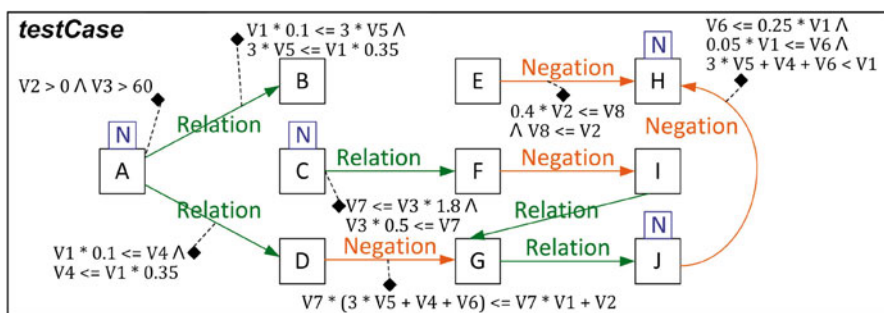 testCase
V1 * 0.1 <= 3 * V5 Λ
3 * V5 <= V1 * 0.35
V6 <= 0.25 * V1 Λ
0.05 * V1 <= V6 Λ
3 * V5 + V4 + V6 < V1
N
V2 > 0 Λ V3 > 60
B
E
Negation
H
0.4 * V2 <= V8
Λ V8 <= V2
Relation
Negation
N
N
A
C
Relation
F
Negation
I
Relation
V7 <= V3 * 1.8 Λ
V3 * 0.5 <= V7
Relation
N
V1 * 0.1 <= V4 Λ
V4 <= V1 * 0.35
D
Negation
G
Relation
J
V7 * (3 * V5 + V4 + V6) <= V7 * V1 + V2